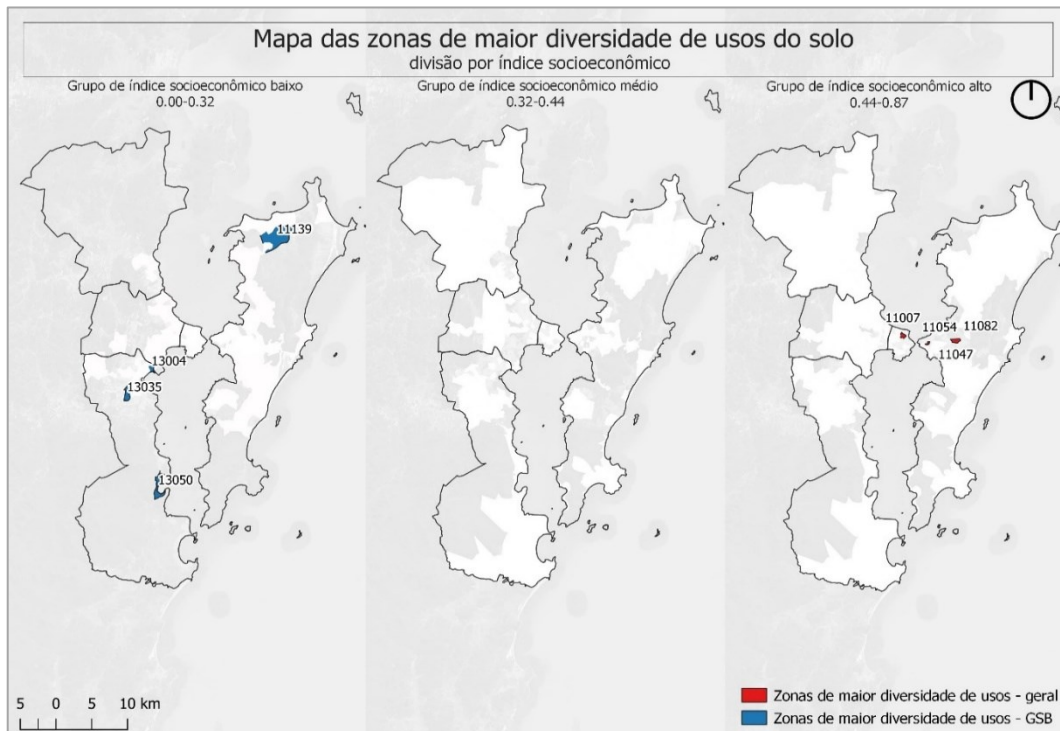 Mapa das zonas de maior diversidade de usos do solo
divisão por índice socioeconômico
Grupo de índice socioeconômico baixo
0.00-0.32
Grupo de índice socioeconômico médio
0.32-0.44
Grupo de índice socioeconômico alto
0.44-0.87
11139
13004
13035
13050
11007
11054
11082
11047
5 0 5 10 km
Zonas de maior diversidade de usos - geral
Zonas de maior diversidade de usos - GSB